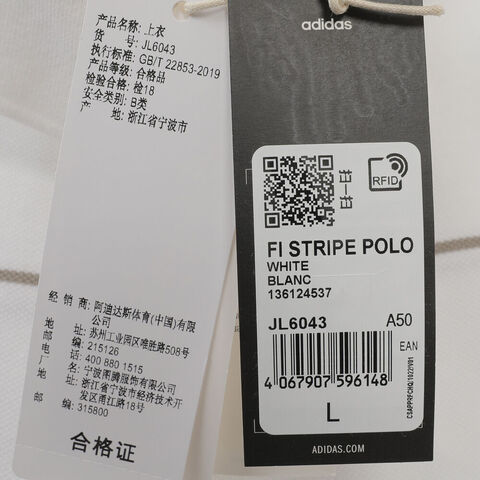 产品名称: 上衣
货 号: JL6043
执行标准: GB/T 22853-2019
产品等级: 合格品
检验合格: 检18
安全类别: B类
产 地: 浙江省宁波市
经 销 商: 阿迪达斯体育(中国)有限
公司
地 址: 苏州工业园区唯胜路508号
邮 编: 215126
电 话: 400 880 1515
厂 名: 宁波图腾服饰有限公司
地 址: 浙江省宁波市经济技术开
发区甬江路18号
邮 编: 315800
合格证
adidas
RFID
FI STRIPE POLO
WHITE
BLANC
136124537
JL6043 A50
EAN
4 067907 596148
L
CSAPPRFCHQ/1022V01
ADIDAS.COM